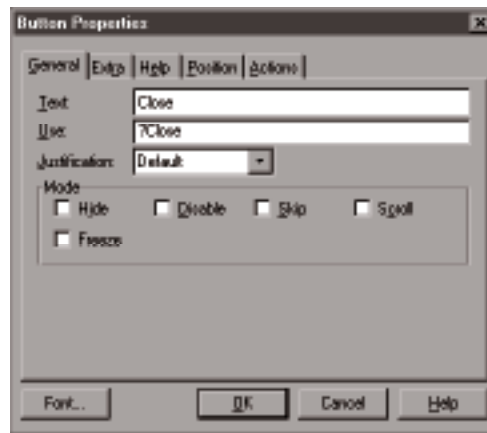 Button Properties
General Extra Help Position Actions
Text: Close
Use: ?Close
Justification: Default
Mode
Hide Disable Skip Scroll
Freeze
Font... OK Cancel Help